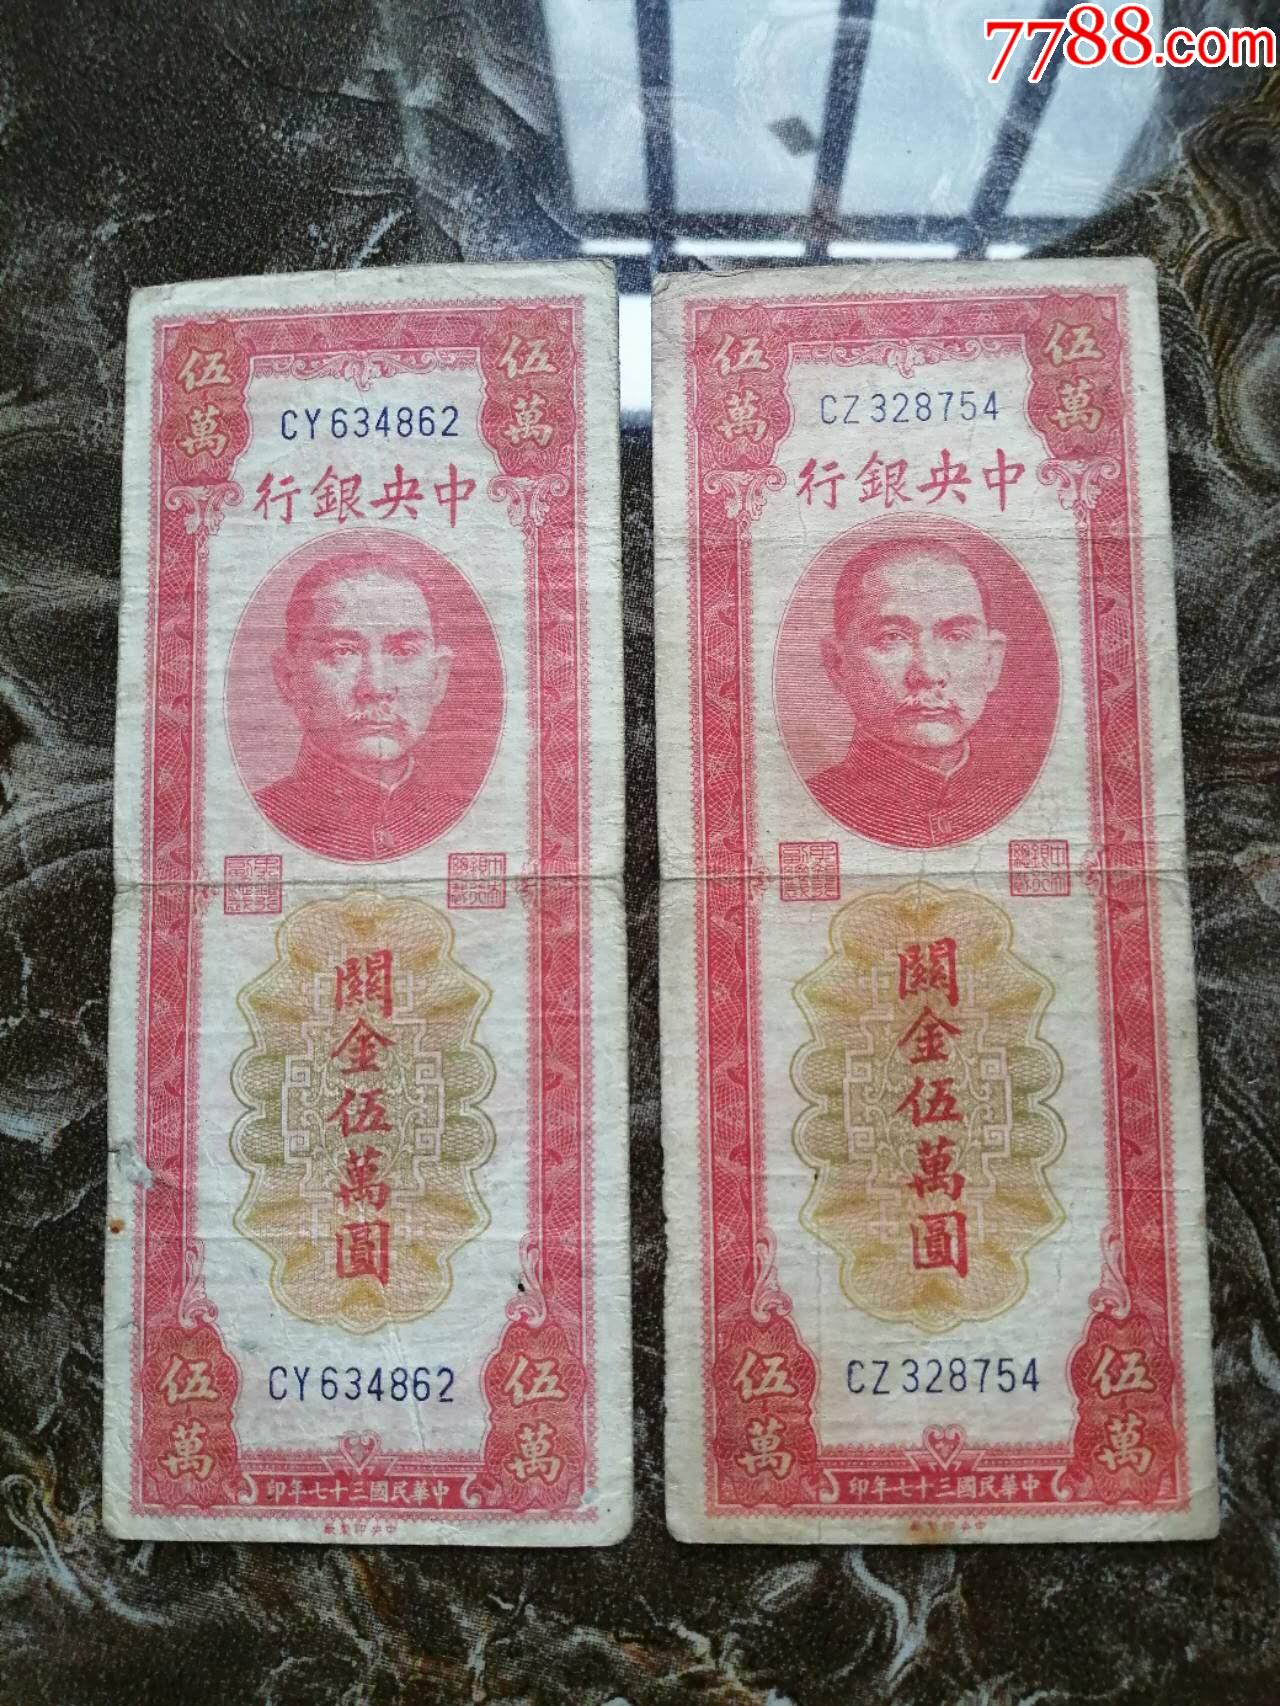 7788.com
伍萬
伍萬
CY634862
中央銀行
關金伍萬圓
CY634862
伍萬
伍萬
中華民國三十七年印
伍萬
伍萬
CZ328754
中央銀行
關金伍萬圓
CZ328754
伍萬
伍萬
中華民國三十七年印